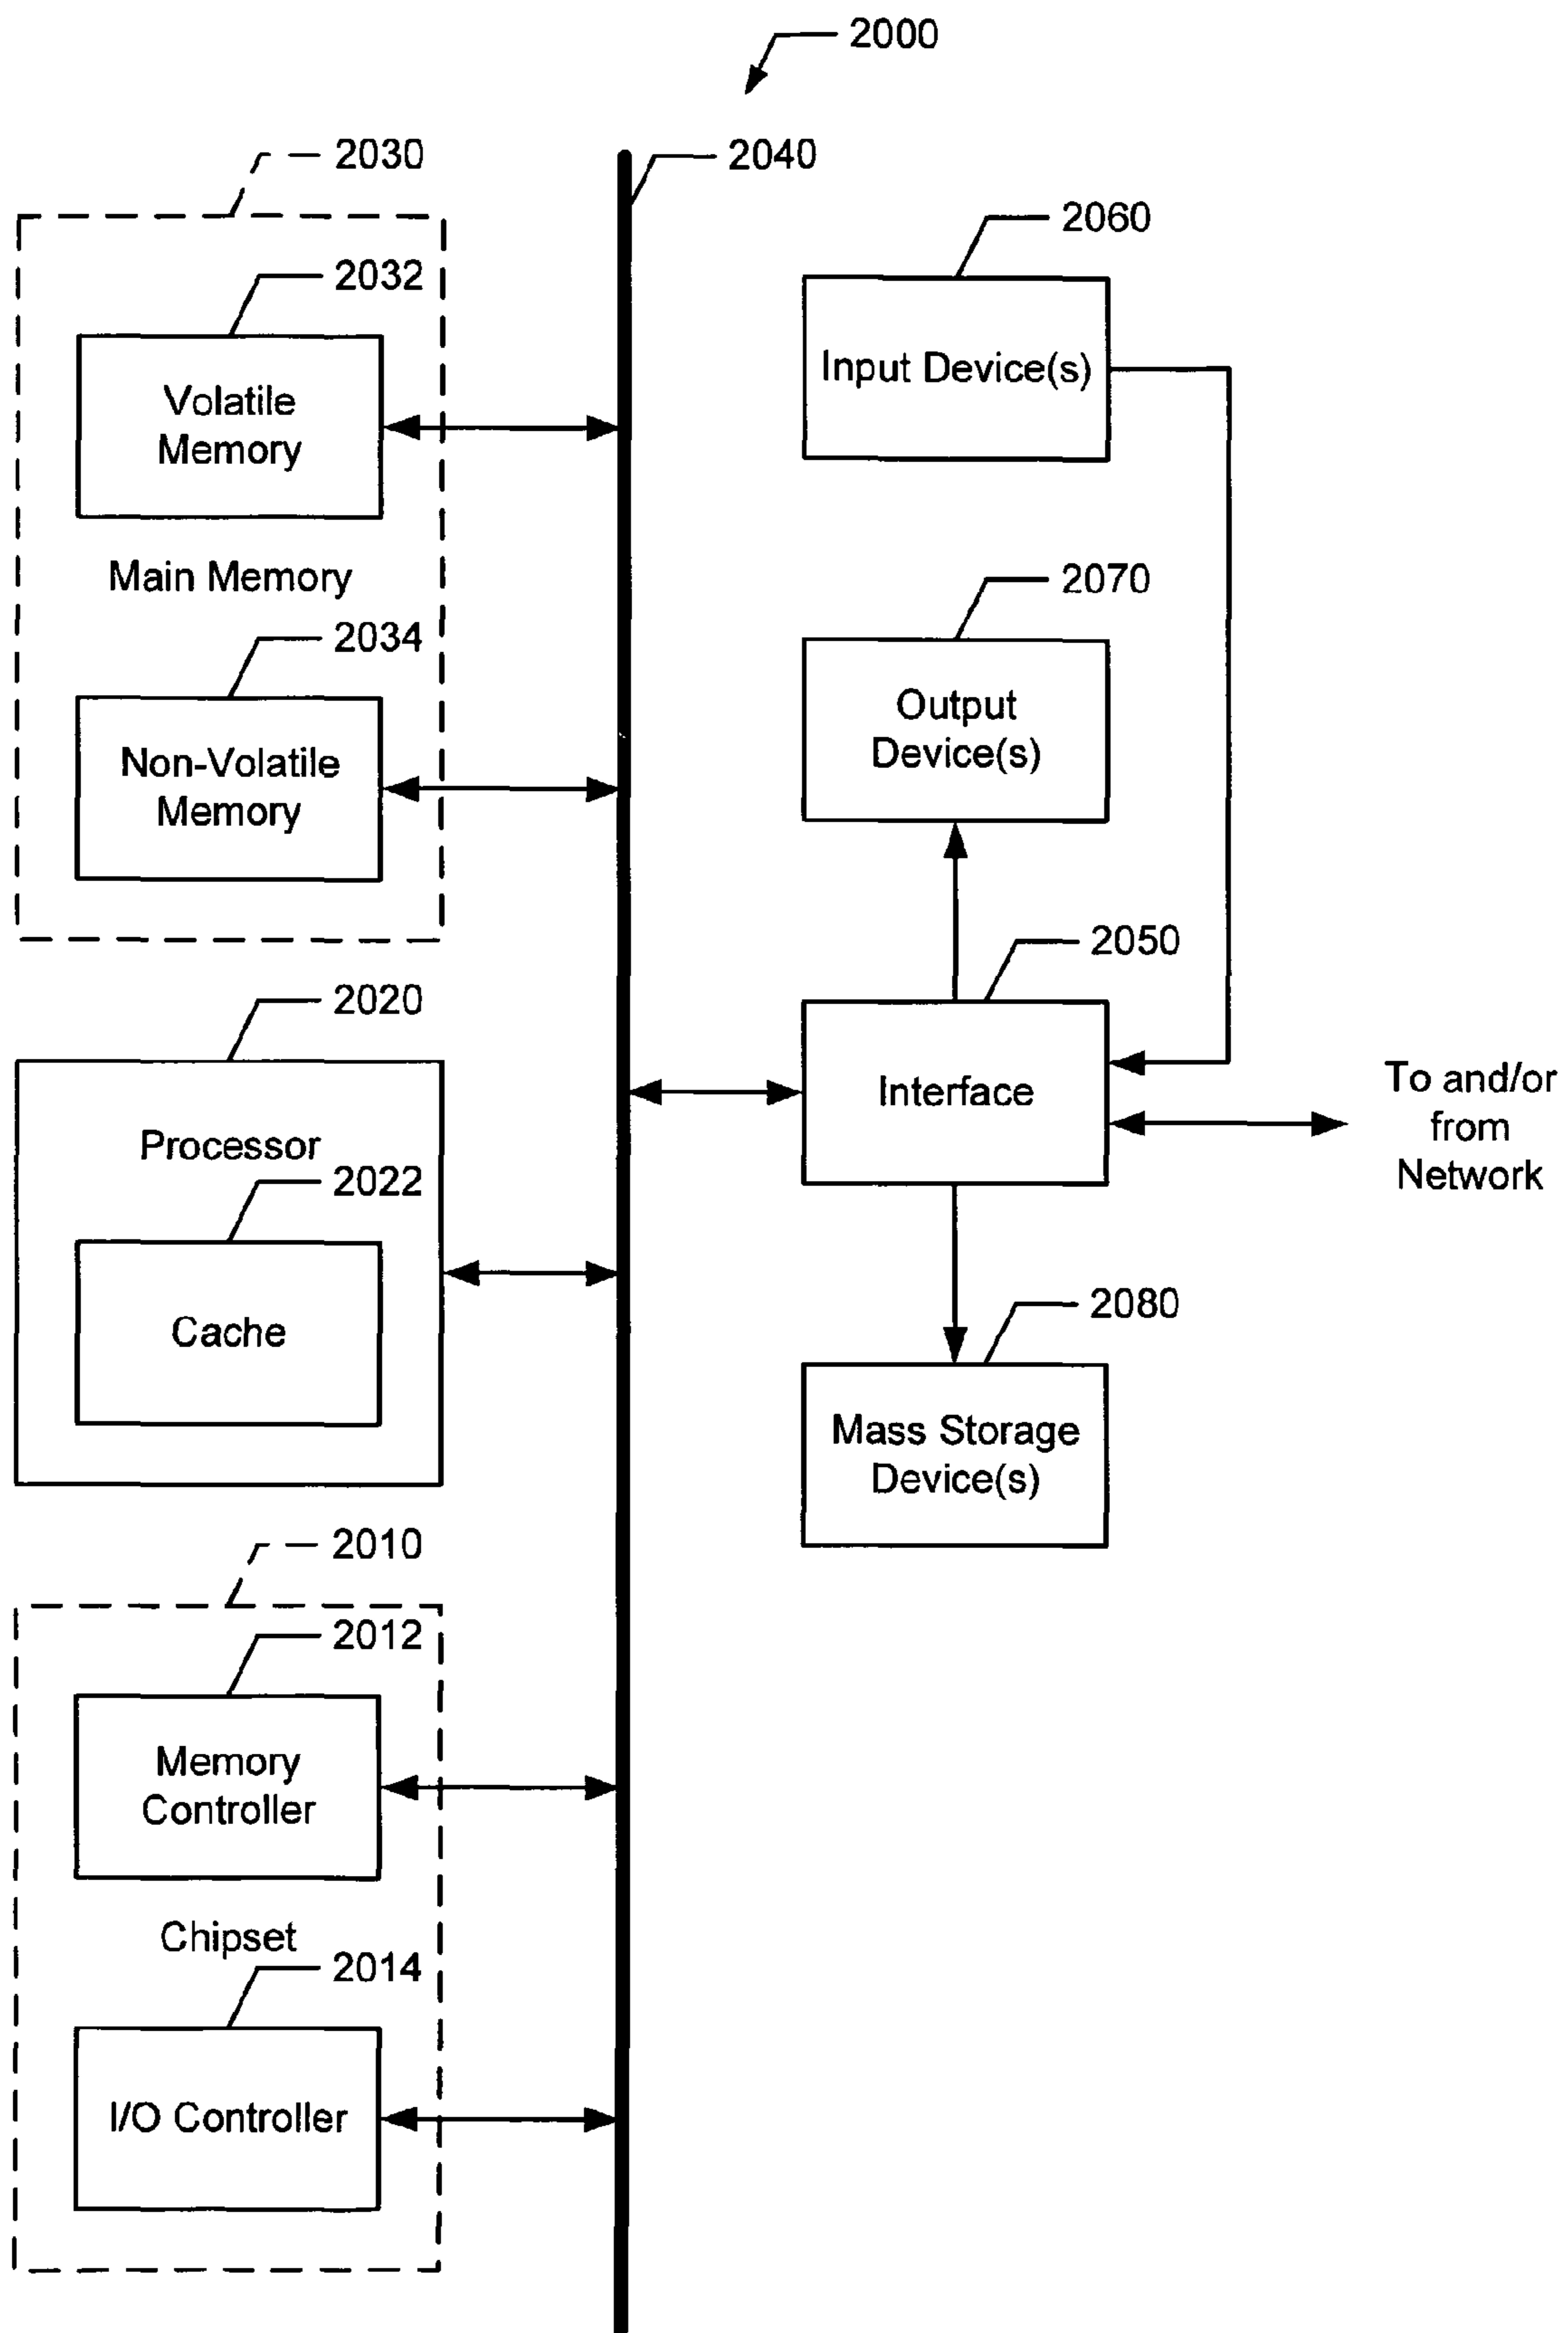 2000
2030
2040
2060
2032
Input Device(s)
Volatile
Memory
Main Memory
2070
2034
Output
Device(s)
Non-Volatile
Memory
2050
2020
Interface
To and/or
from
Network
Processor
2022
Cache
2080
Mass Storage
Device(s)
2010
2012
Memory
Controller
Chipset
2014
I/O Controller